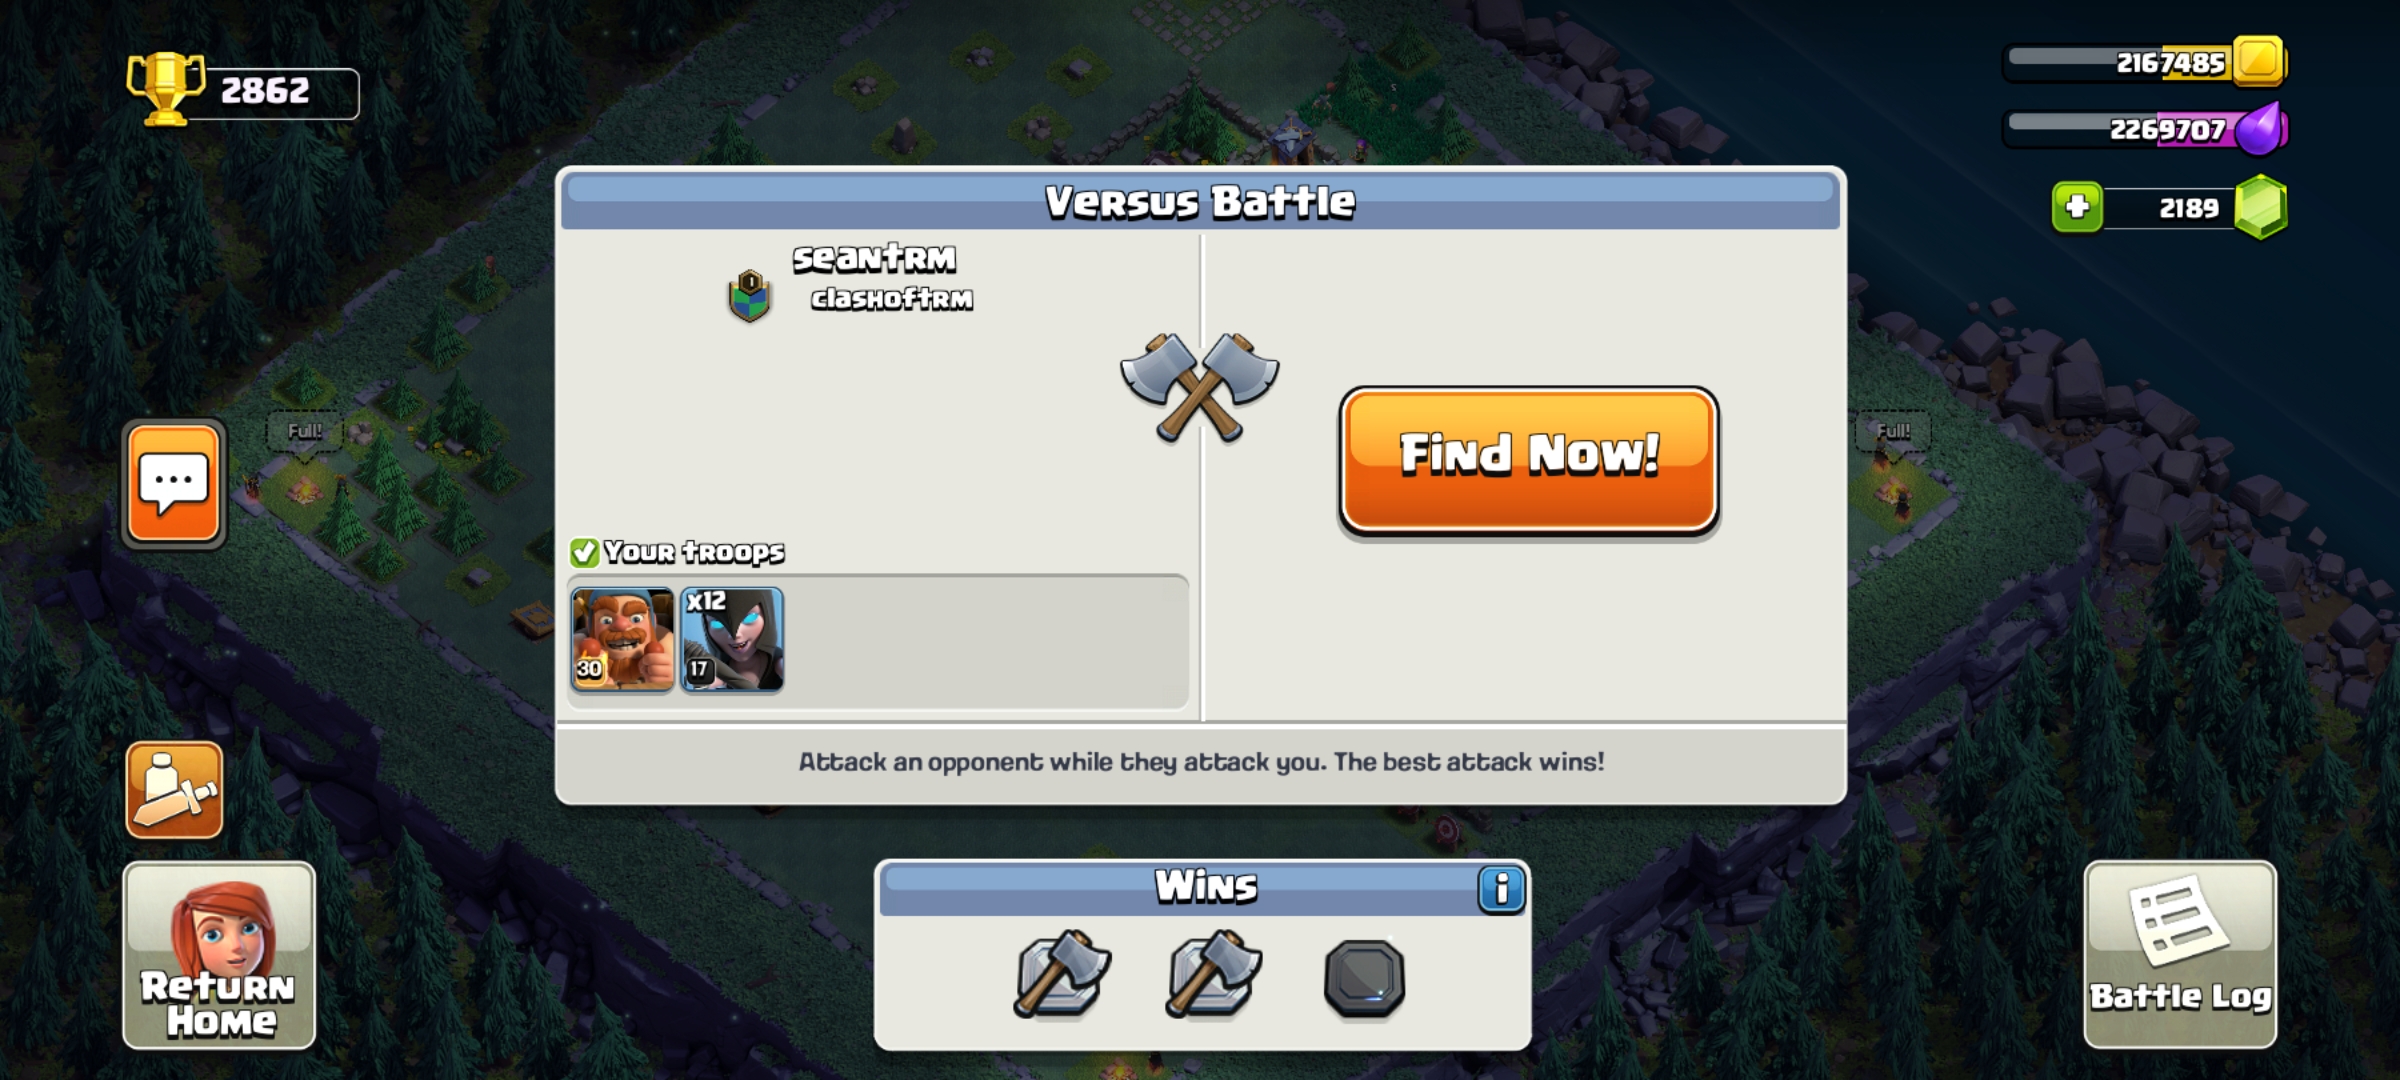 2862
2167485
2269707
2189
Versus Battle
seantrm
clashoftrm
1
Find Now!
Full!
Full!
Your troops
30
x12
17
Attack an opponent while they attack you. The best attack wins!
Wins
i
Return
Home
Battle Log